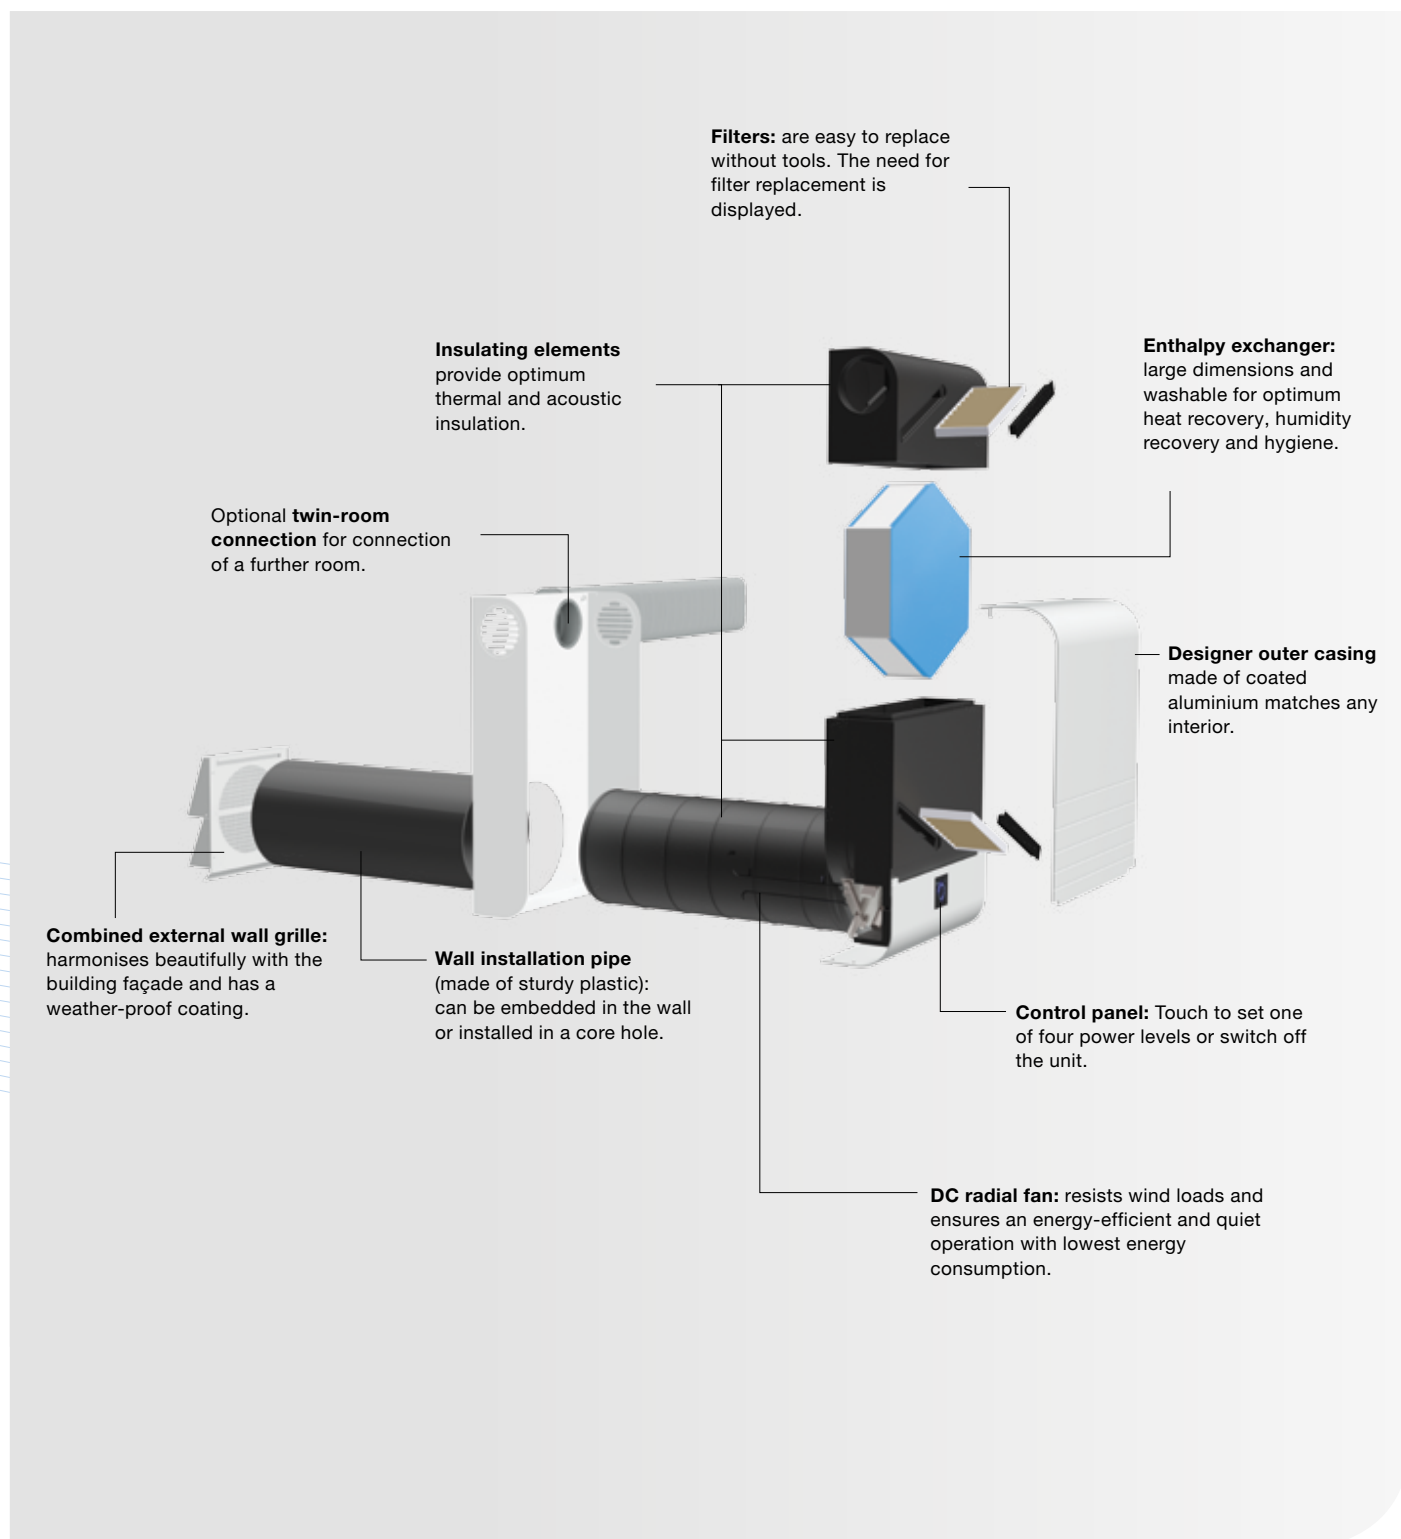 Filters: are easy to replace
without tools. The need for
filter replacement is
displayed.
Insulating elements
provide optimum
thermal and acoustic
insulation.
Enthalpy exchanger:
large dimensions and
washable for optimum
heat recovery, humidity
recovery and hygiene.
Optional twin-room
connection for connection
of a further room.
Designer outer casing
made of coated
aluminium matches any
interior.
Combined external wall grille:
harmonises beautifully with the
building façade and has a
weather-proof coating.
Wall installation pipe
(made of sturdy plastic):
can be embedded in the wall
or installed in a core hole.
Control panel: Touch to set one
of four power levels or switch off
the unit.
DC radial fan: resists wind loads and
ensures an energy-efficient and quiet
operation with lowest energy
consumption.